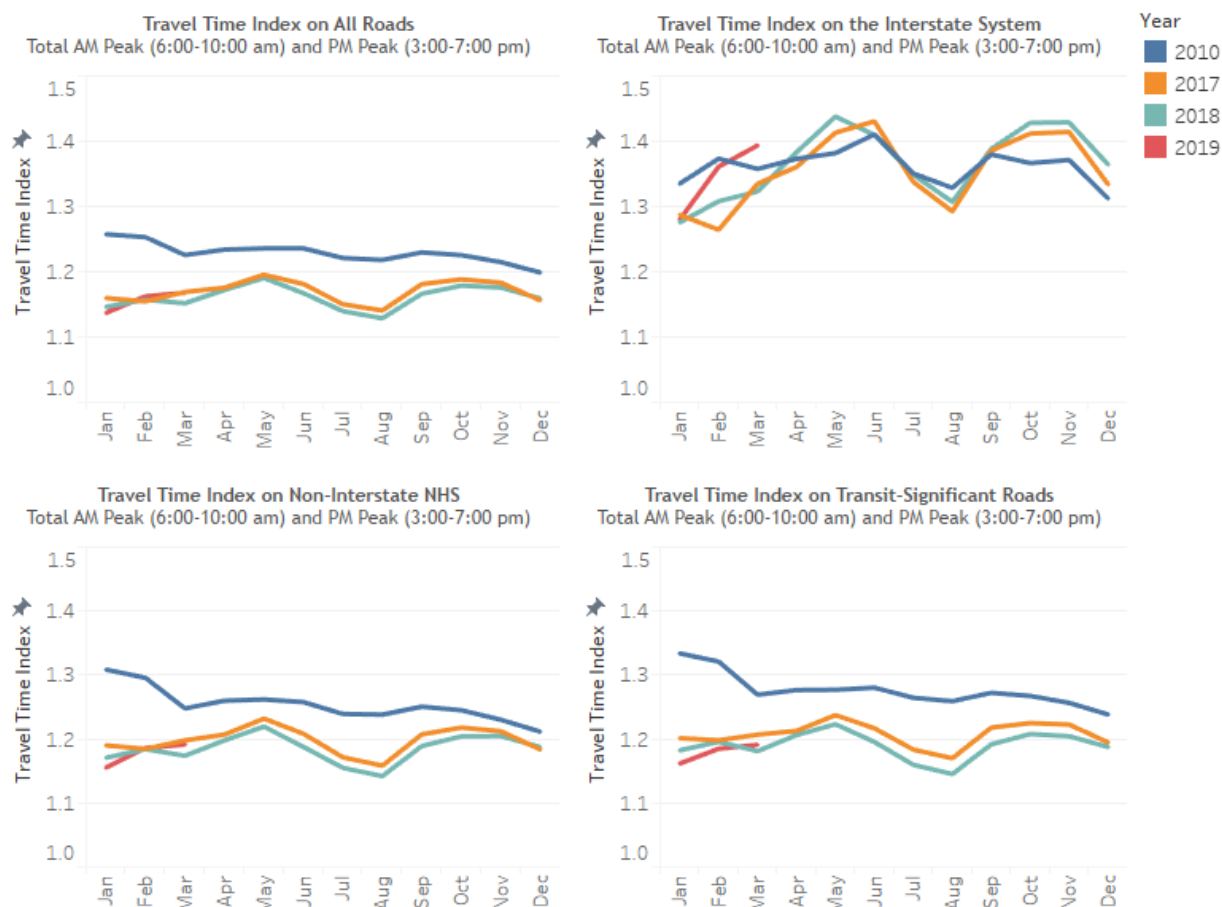 Travel Time Index on All Roads
Total AM Peak (6:00-10:00 am) and PM Peak (3:00-7:00 pm)
Travel Time Index
1.5
1.4
1.3
1.2
1.1
1.0
Jan
Feb
Mar
Apr
May
Jun
Jul
Aug
Sep
Oct
Nov
Dec
Travel Time Index on the Interstate System
Total AM Peak (6:00-10:00 am) and PM Peak (3:00-7:00 pm)
Travel Time Index
1.5
1.4
1.3
1.2
1.1
1.0
Jan
Feb
Mar
Apr
May
Jun
Jul
Aug
Sep
Oct
Nov
Dec
Year
2010
2017
2018
2019
Travel Time Index on Non-Interstate NHS
Total AM Peak (6:00-10:00 am) and PM Peak (3:00-7:00 pm)
Travel Time Index
1.5
1.4
1.3
1.2
1.1
1.0
Jan
Feb
Mar
Apr
May
Jun
Jul
Aug
Sep
Oct
Nov
Dec
Travel Time Index on Transit-Significant Roads
Total AM Peak (6:00-10:00 am) and PM Peak (3:00-7:00 pm)
Travel Time Index
1.5
1.4
1.3
1.2
1.1
1.0
Jan
Feb
Mar
Apr
May
Jun
Jul
Aug
Sep
Oct
Nov
Dec